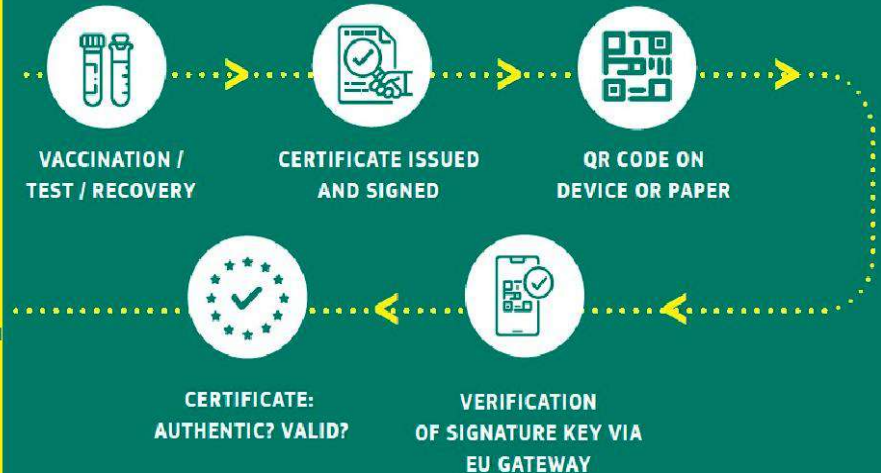 VACCINATION /
TEST / RECOVERY
CERTIFICATE ISSUED
AND SIGNED
QR CODE ON
DEVICE OR PAPER
VERIFICATION
OF SIGNATURE KEY VIA
EU GATEWAY
CERTIFICATE:
AUTHENTIC? VALID?